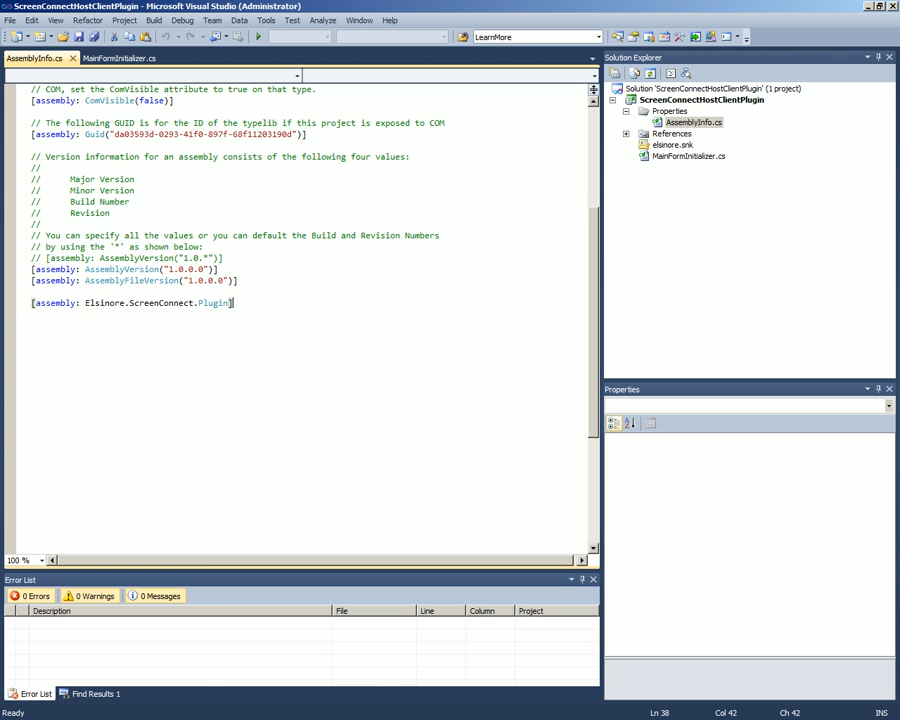 ScreenConnectHostClientPlugin - Microsoft Visual Studio (Administrator)
File Edit View Refactor Project Build Debug Team Data Tools Test Analyze Window Help
LearnMore
AssemblyInfo.cs MainFormInitializer.cs
// COM, set the ComVisible attribute to true on that type.
[assembly: ComVisible(false)]
// The following GUID is for the ID of the typelib if this project is exposed to COM
[assembly: Guid("da03593d-0293-41f0-897f-68f11203190d")]
// Version information for an assembly consists of the following four values:
//
// Major Version
// Minor Version
// Build Number
// Revision
//
// You can specify all the values or you can default the Build and Revision Numbers
// by using the '*' as shown below:
// [assembly: AssemblyVersion("1.0.*")]
[assembly: AssemblyVersion("1.0.0.0")]
[assembly: AssemblyFileVersion("1.0.0.0")]
[assembly: Elsinore.ScreenConnect.Plugin]
100 %
Solution Explorer
Solution 'ScreenConnectHostClientPlugin' (1 project)
ScreenConnectHostClientPlugin
Properties
AssemblyInfo.cs
References
elsinore.snk
MainFormInitializer.cs
Properties
Error List
0 Errors 0 Warnings 0 Messages
Description File Line Column Project
Error List Find Results 1
Ready Ln 38 Col 42 Ch 42 INS